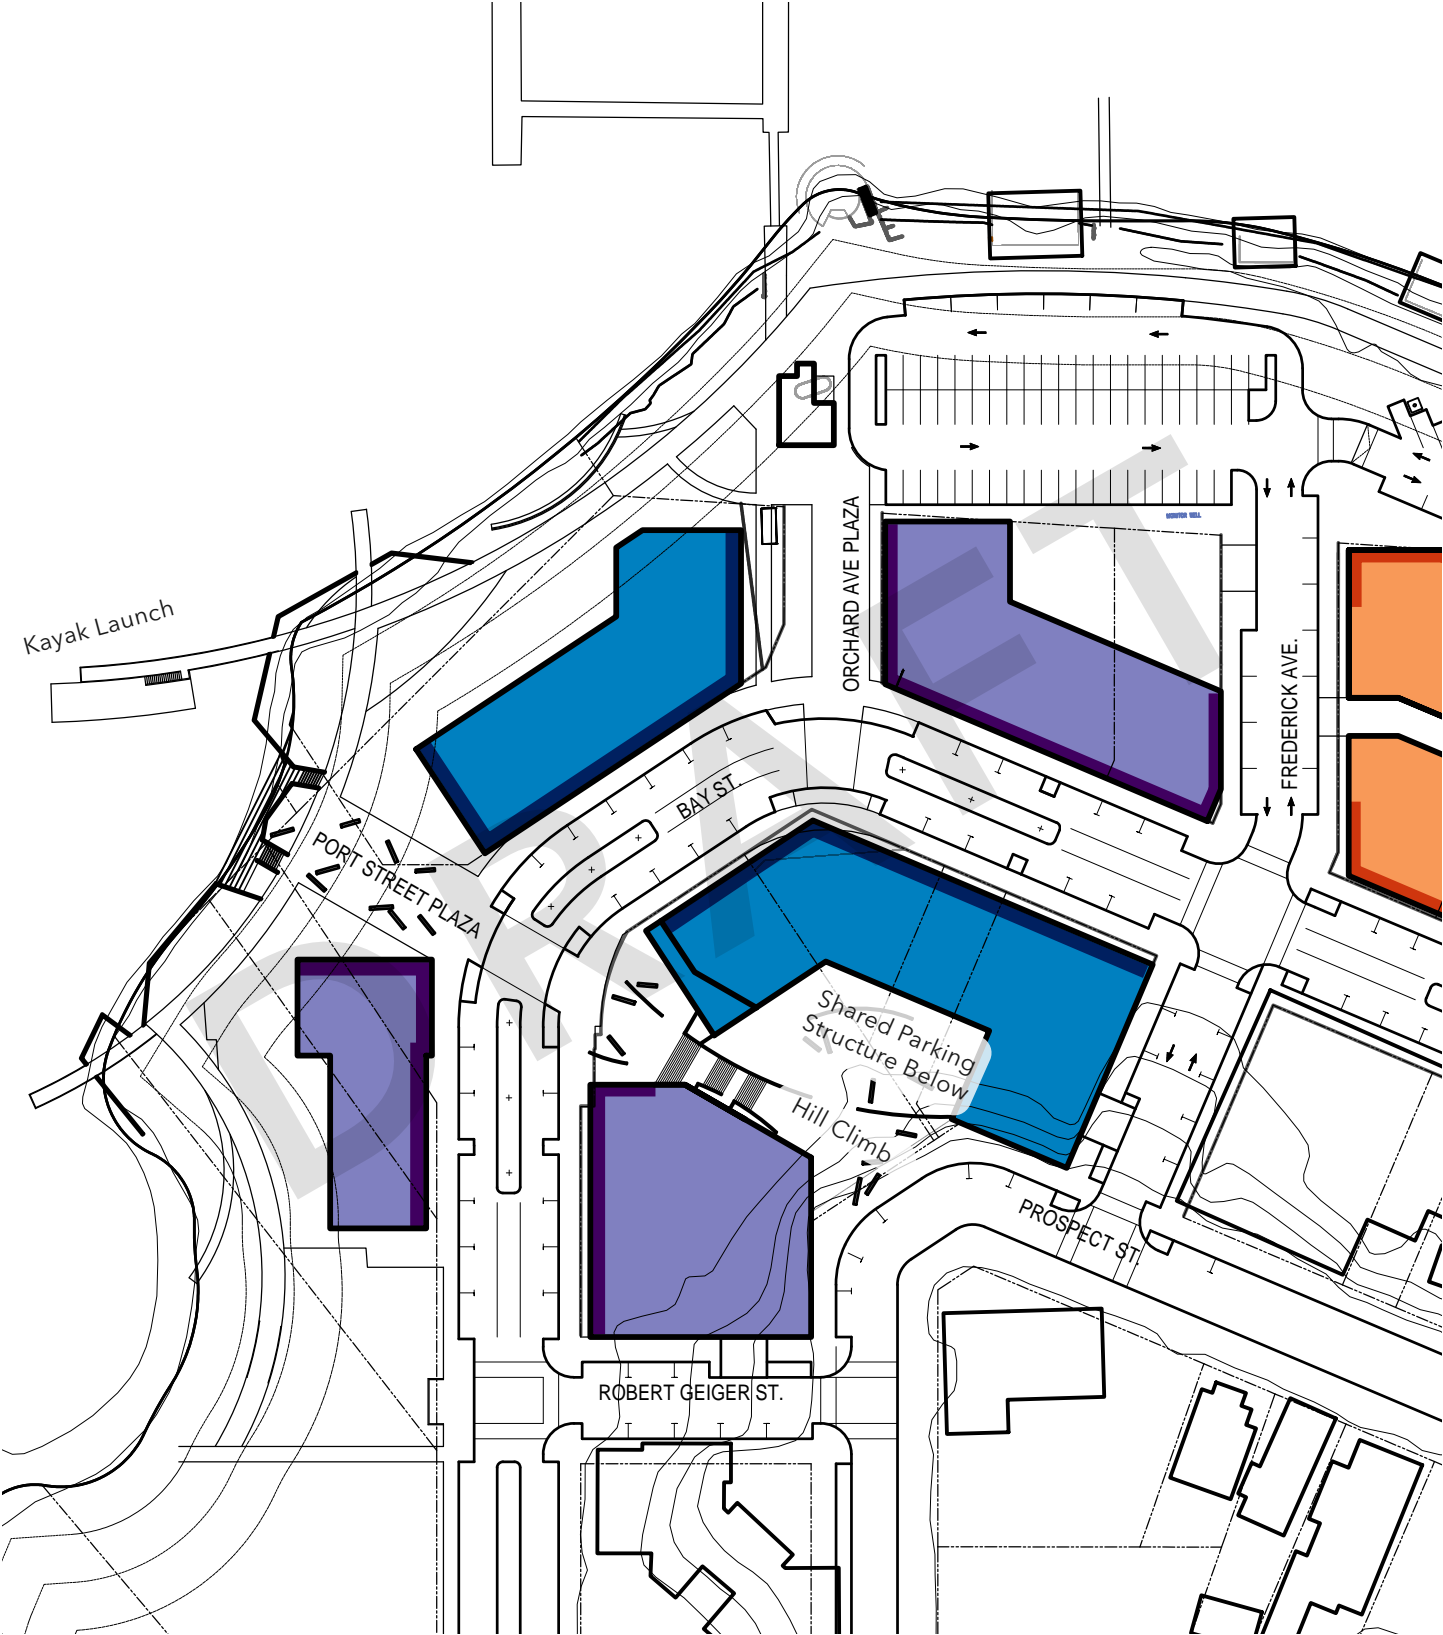 Kayak Launch
ORCHARD AVE PLAZA
FREDERICK AVE.
BAY ST.
PORT STREET PLAZA
Shared Parking
Structure Below
Hill Climb
PROSPECT ST.
ROBERT GEIGER ST.
DRAFT